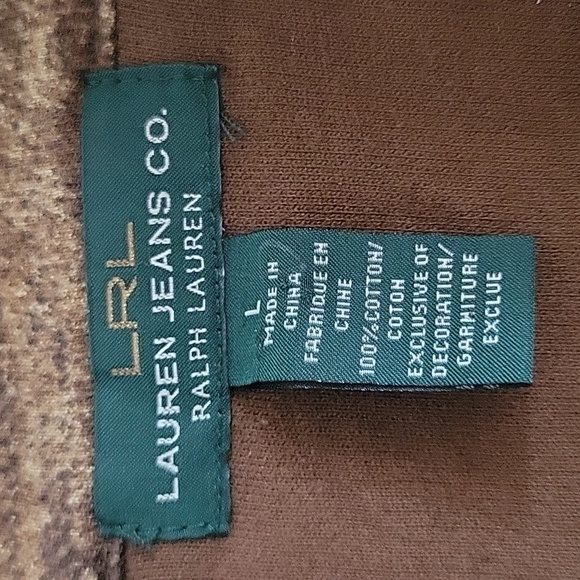 LRL
LAUREN JEANS CO.
RALPH LAUREN
L
MADE IN
CHINA
FABRIQUE EN
CHINE
100%COTTON/
COTON
EXCLUSIVE OF
DECORATION/
GARNITURE
EXCLUE